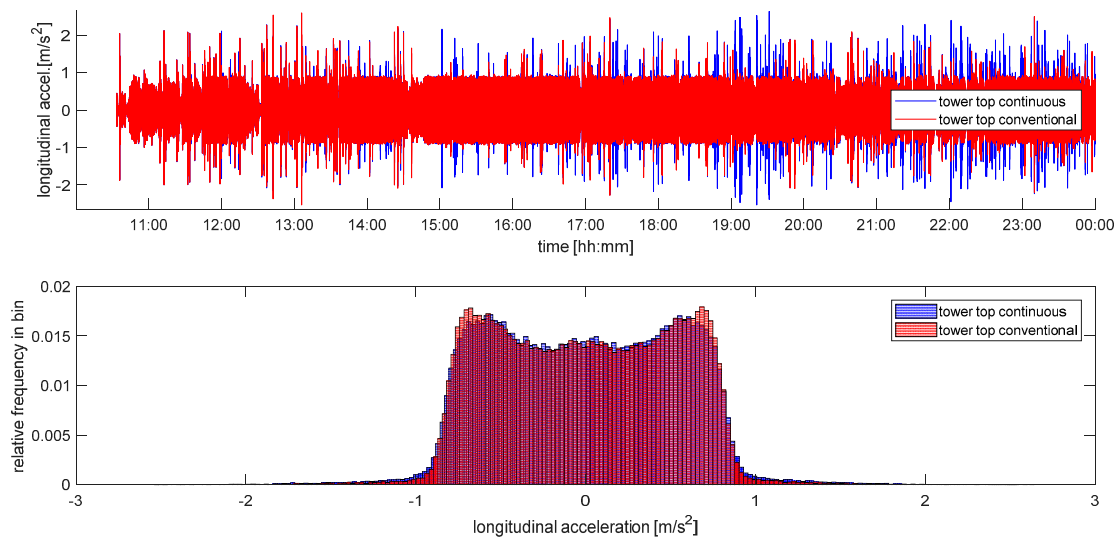 longitudinal accel.[m/s²]
2
1
0
-1
-2
tower top continuous
tower top conventional
11:00 12:00 13:00 14:00 15:00 16:00 17:00 18:00 19:00 20:00 21:00 22:00 23:00 00:00
time [hh:mm]
relative frequency in bin
0.02
0.015
0.01
0.005
0
tower top continuous
tower top conventional
-3 -2 -1 0 1 2 3
longitudinal acceleration [m/s²]